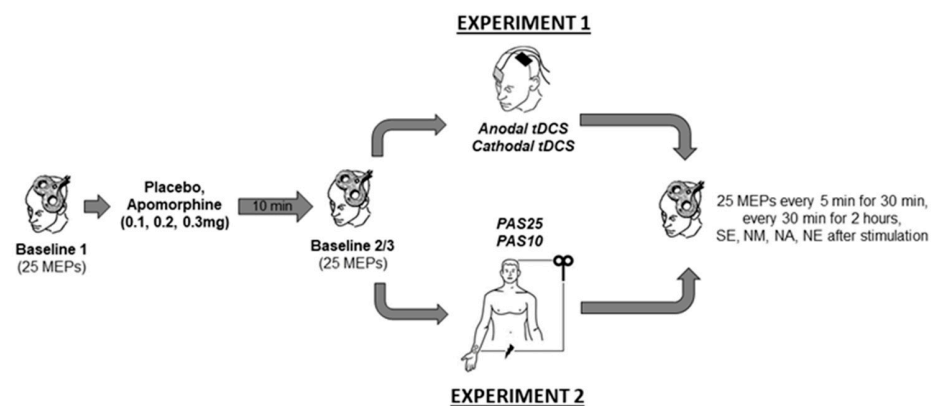 EXPERIMENT 1
Anodal tDCS
Cathodal tDCS
Baseline 1
(25 MEPs)
Placebo,
Apomorphine
(0.1, 0.2, 0.3mg)
10 min
Baseline 2/3
(25 MEPs)
PAS25
PAS10
25 MEPs every 5 min for 30 min,
every 30 min for 2 hours,
SE, NM, NA, NE after stimulation
EXPERIMENT 2